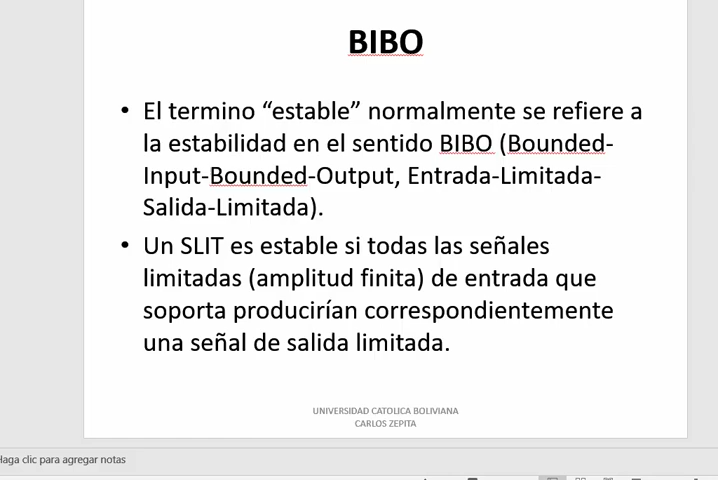 BIBO
• El termino “estable” normalmente se refiere a
la estabilidad en el sentido BIBO (Bounded-
Input-Bounded-Output, Entrada-Limitada-
Salida-Limitada).
• Un SLIT es estable si todas las señales
limitadas (amplitud finita) de entrada que
soporta producirían correspondientemente
una señal de salida limitada.
UNIVERSIDAD CATOLICA BOLIVIANA
CARLOS ZEPITA
Haga clic para agregar notas